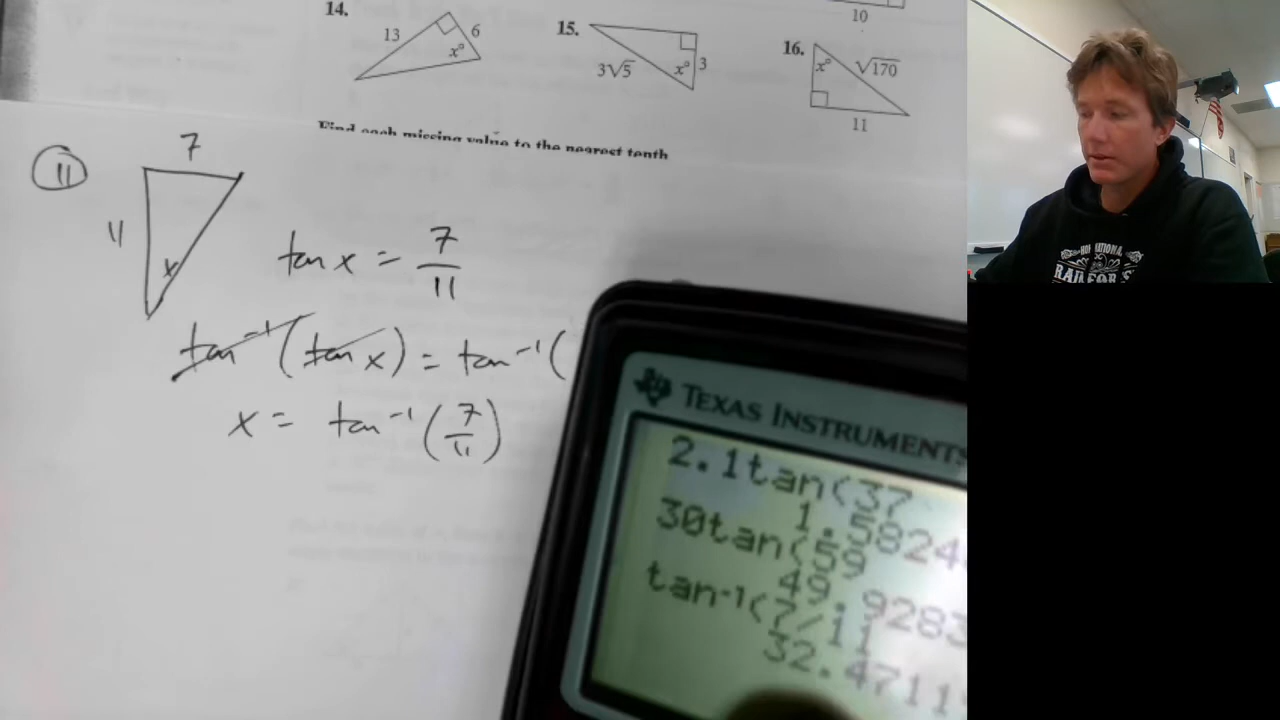 10
14.
13
6
x°
15.
3√5
x°
3
16.
x°
√170
11
Find each missing value to the nearest tenth
11
7
11
x
tan x = 7/11
tan⁻¹(tan x) = tan⁻¹(
x = tan⁻¹(7/11)
TEXAS INSTRUMENTS
2.1tan(37
1.5824
30tan(59
49.9283
tan⁻¹(7/11
32.4711